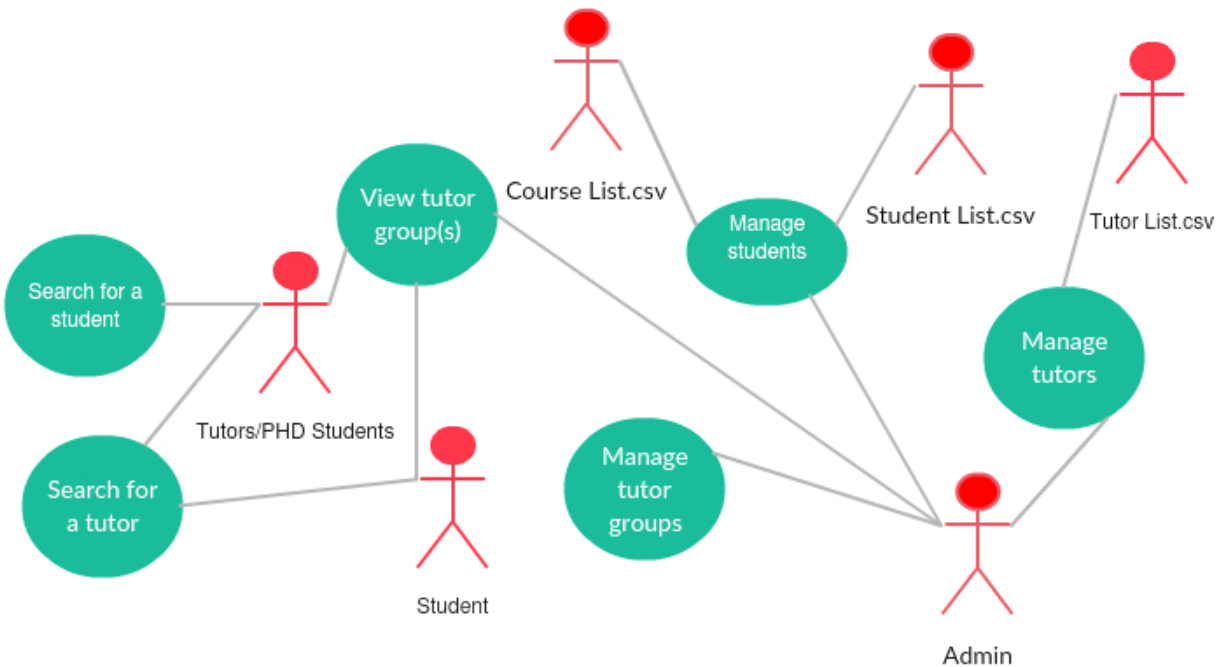 Course List.csv
Student List.csv
Tutor List.csv
View tutor
group(s)
Manage
students
Search for a
student
Manage
tutors
Tutors/PHD Students
Search for
a tutor
Manage
tutor
groups
Student
Admin